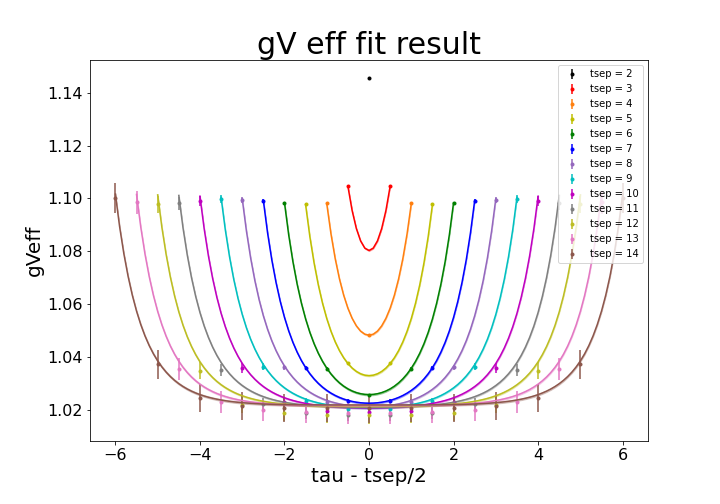 gV eff fit result
gVeff
1.14
1.12
1.10
1.08
1.06
1.04
1.02
−6
−4
−2
0
2
4
6
tau - tsep/2
tsep = 2
tsep = 3
tsep = 4
tsep = 5
tsep = 6
tsep = 7
tsep = 8
tsep = 9
tsep = 10
tsep = 11
tsep = 12
tsep = 13
tsep = 14